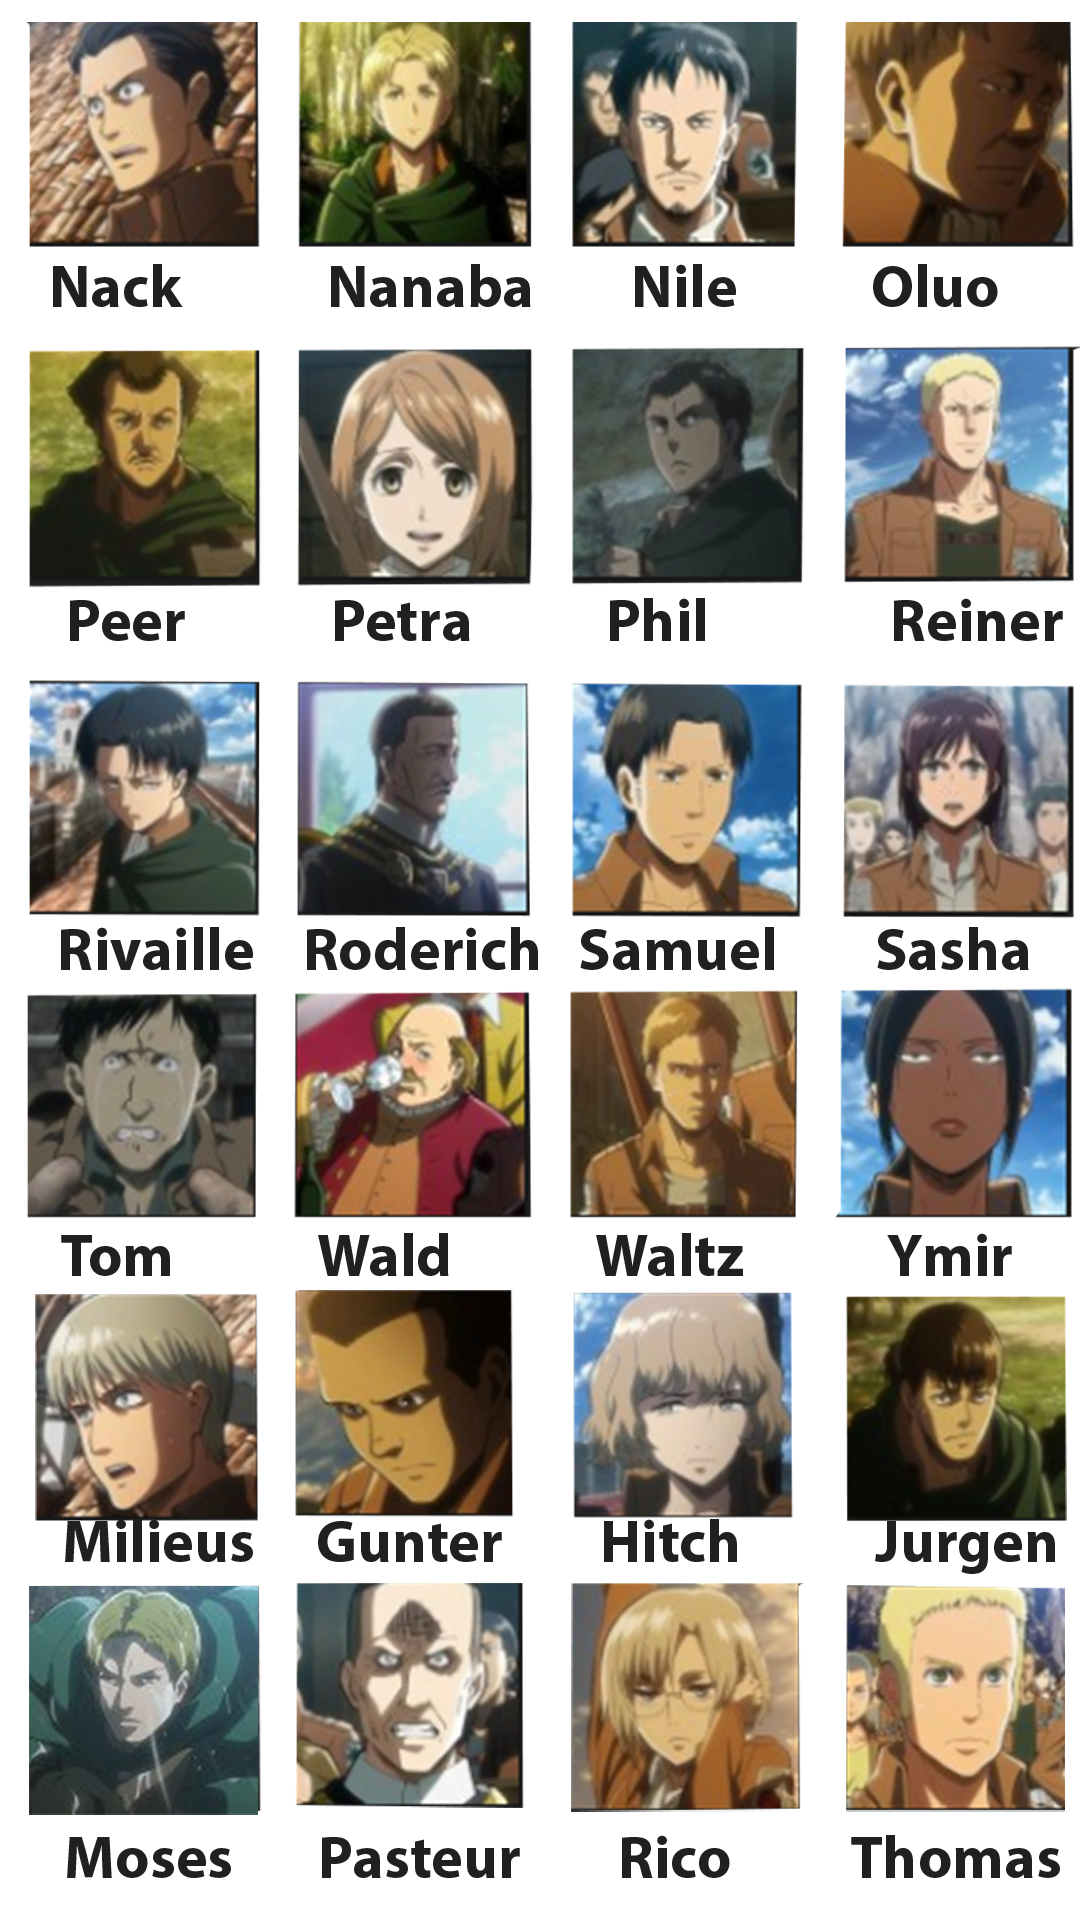 Nack Nanaba Nile Oluo
Peer Petra Phil Reiner
Rivaille Roderich Samuel Sasha
Tom Wald Waltz Ymir
Milieus Gunter Hitch Jurgen
Moses Pasteur Rico Thomas